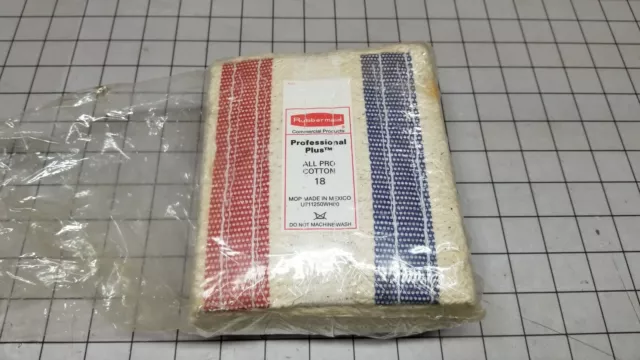 Rubbermaid
Commercial Products
Professional
Plus™
ALL PRO
COTTON
18
MOP MADE IN MEXICO
DO NOT MACHINE WASH